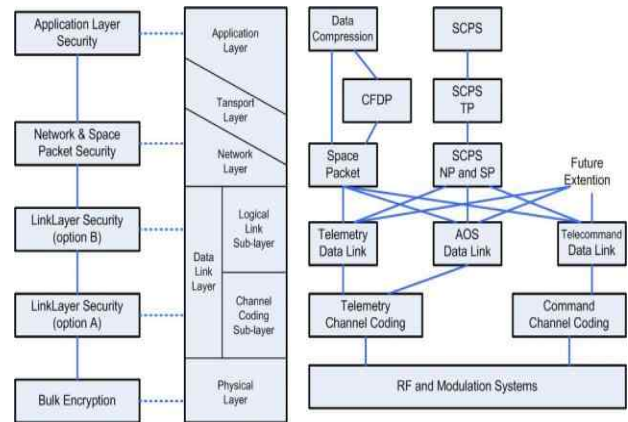 Application Layer
Security
Network & Space
Packet Security
LinkLayer Security
(option B)
LinkLayer Security
(option A)
Bulk Encryption
Application
Layer
Transport
Layer
Network
Layer
Data
Link
Layer
Logical
Link
Sub-layer
Channel
Coding
Sub-layer
Physical
Layer
Data
Compression
SCPS
CFDP
SCPS
TP
Space
Packet
SCPS
NP and SP
Future
Extention
Telemetry
Data Link
AOS
Data Link
Telecommand
Data Link
Telemetry
Channel Coding
Command
Channel Coding
RF and Modulation Systems